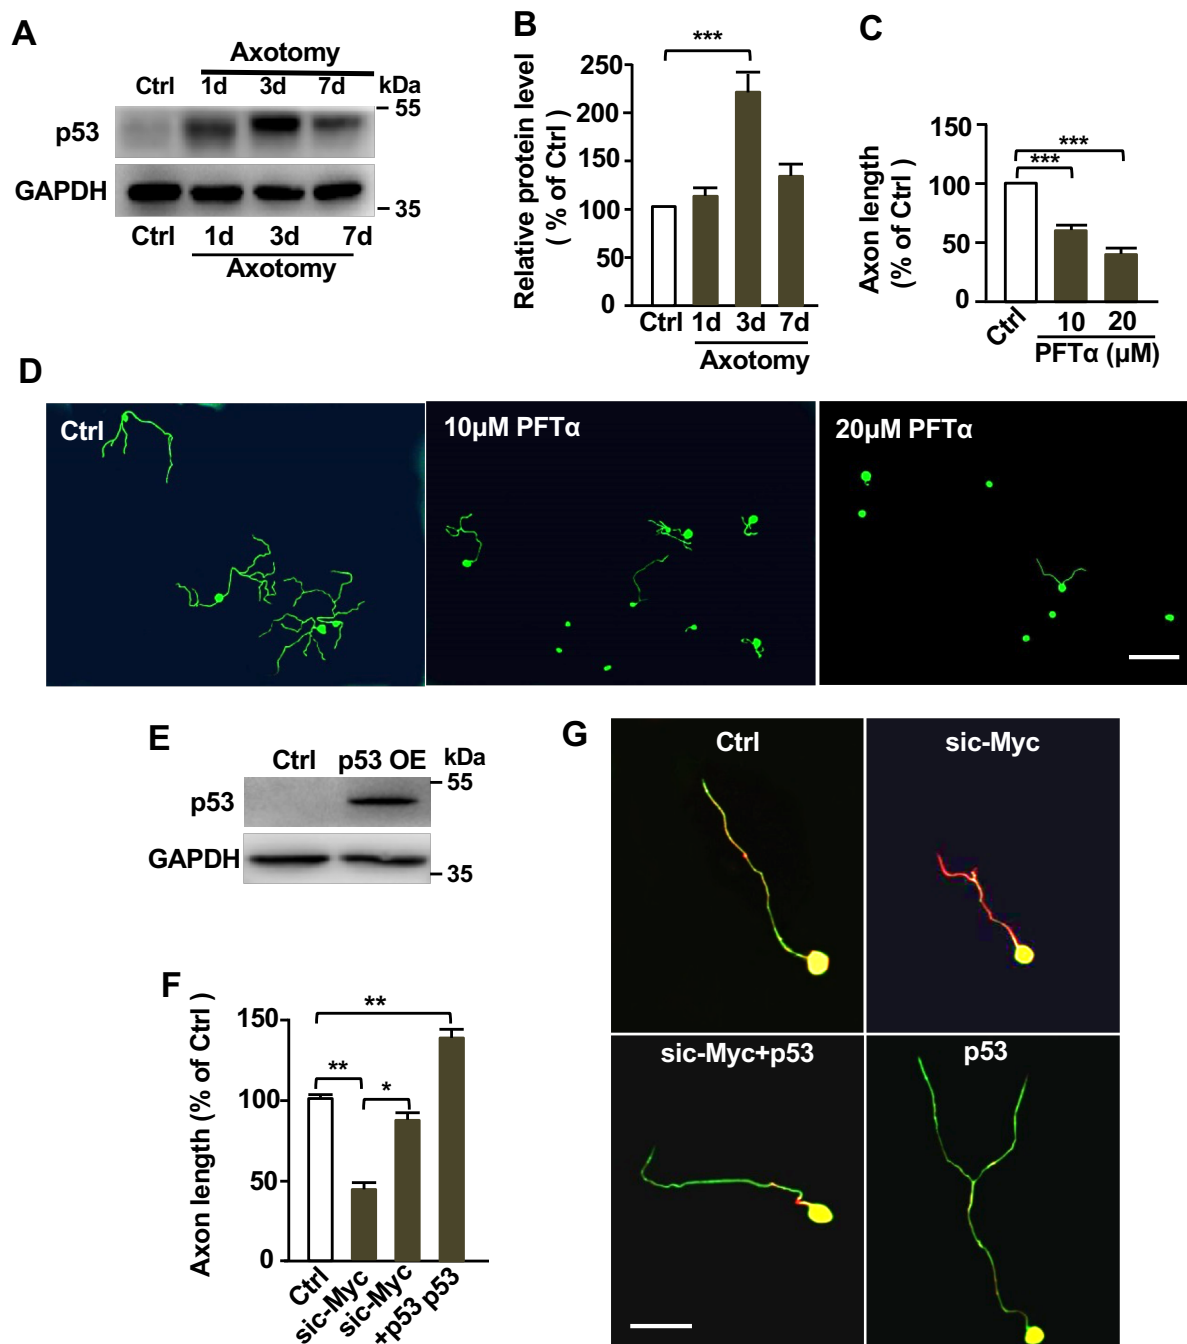 A
Axotomy
Ctrl 1d 3d 7d kDa
p53
55
GAPDH
35
Ctrl 1d 3d 7d
Axotomy
B
***
Relative protein level
( % of Ctrl )
250
200
150
100
50
0
Ctrl 1d 3d 7d
Axotomy
C
***
***
Axon length
(% of Ctrl)
150
100
50
0
Ctrl 10 20
PFTα (µM)
D
Ctrl
10µM PFTα
20µM PFTα
E
Ctrl p53 OE kDa
p53
55
GAPDH
35
F
**
**
*
Axon length (% of Ctrl)
150
100
50
0
Ctrl
sic-Myc
sic-Myc
+p53
p53
G
Ctrl
sic-Myc
sic-Myc+p53
p53